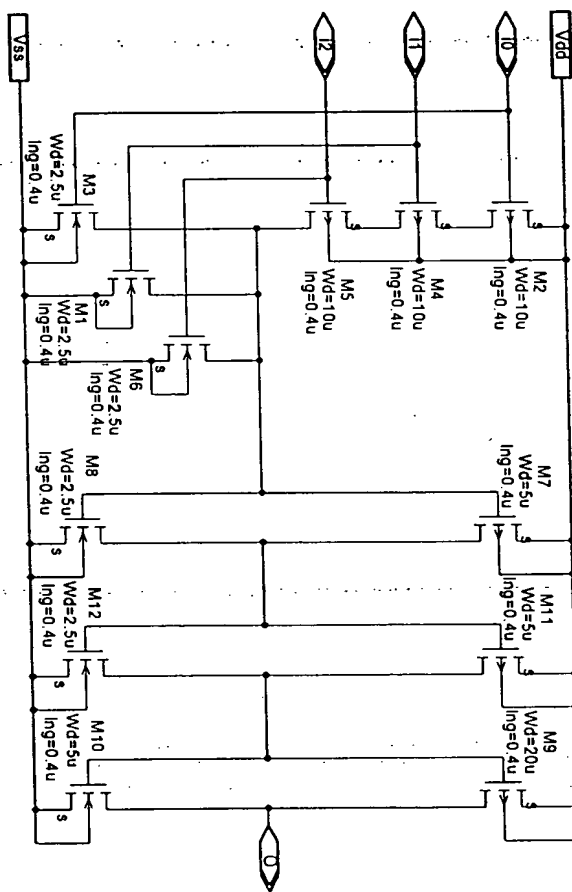 Vdd
I0
I1
I2
Vss
s
M2
Wd=10u
lng=0.4u
s
M4
Wd=10u
lng=0.4u
s
M5
Wd=10u
lng=0.4u
M3
Wd=2.5u
lng=0.4u
s
M1
Wd=2.5u
lng=0.4u
s
M6
Wd=2.5u
lng=0.4u
s
M7
Wd=5u
lng=0.4u
s
M8
Wd=2.5u
lng=0.4u
s
M11
Wd=5u
lng=0.4u
s
M12
Wd=2.5u
lng=0.4u
s
M9
Wd=20u
lng=0.4u
s
M10
Wd=5u
lng=0.4u
s
O